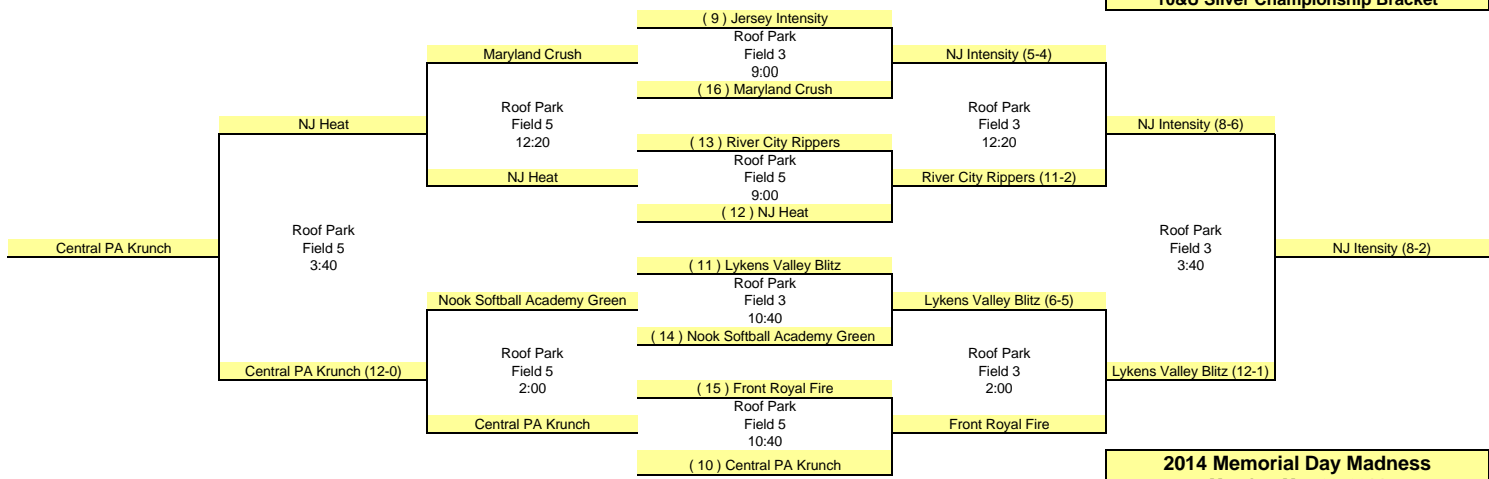 10&U Silver Championship Bracket
( 9 ) Jersey Intensity
Roof Park
Maryland Crush
Field 3
NJ Intensity (5-4)
9:00
( 16 ) Maryland Crush
Roof Park
Roof Park
NJ Heat
Field 5
Field 3
NJ Intensity (8-6)
12:20
( 13 ) River City Rippers
12:20
Roof Park
NJ Heat
Field 5
River City Rippers (11-2)
9:00
( 12 ) NJ Heat
Roof Park
Roof Park
Central PA Krunch
Field 5
Field 3
NJ Itensity (8-2)
3:40
( 11 ) Lykens Valley Blitz
3:40
Roof Park
Nook Softball Academy Green
Field 3
Lykens Valley Blitz (6-5)
10:40
( 14 ) Nook Softball Academy Green
Roof Park
Roof Park
Central PA Krunch (12-0)
Field 5
Field 3
Lykens Valley Blitz (12-1)
2:00
( 15 ) Front Royal Fire
2:00
Roof Park
Central PA Krunch
Field 5
Front Royal Fire
10:40
( 10 ) Central PA Krunch
2014 Memorial Day Madness